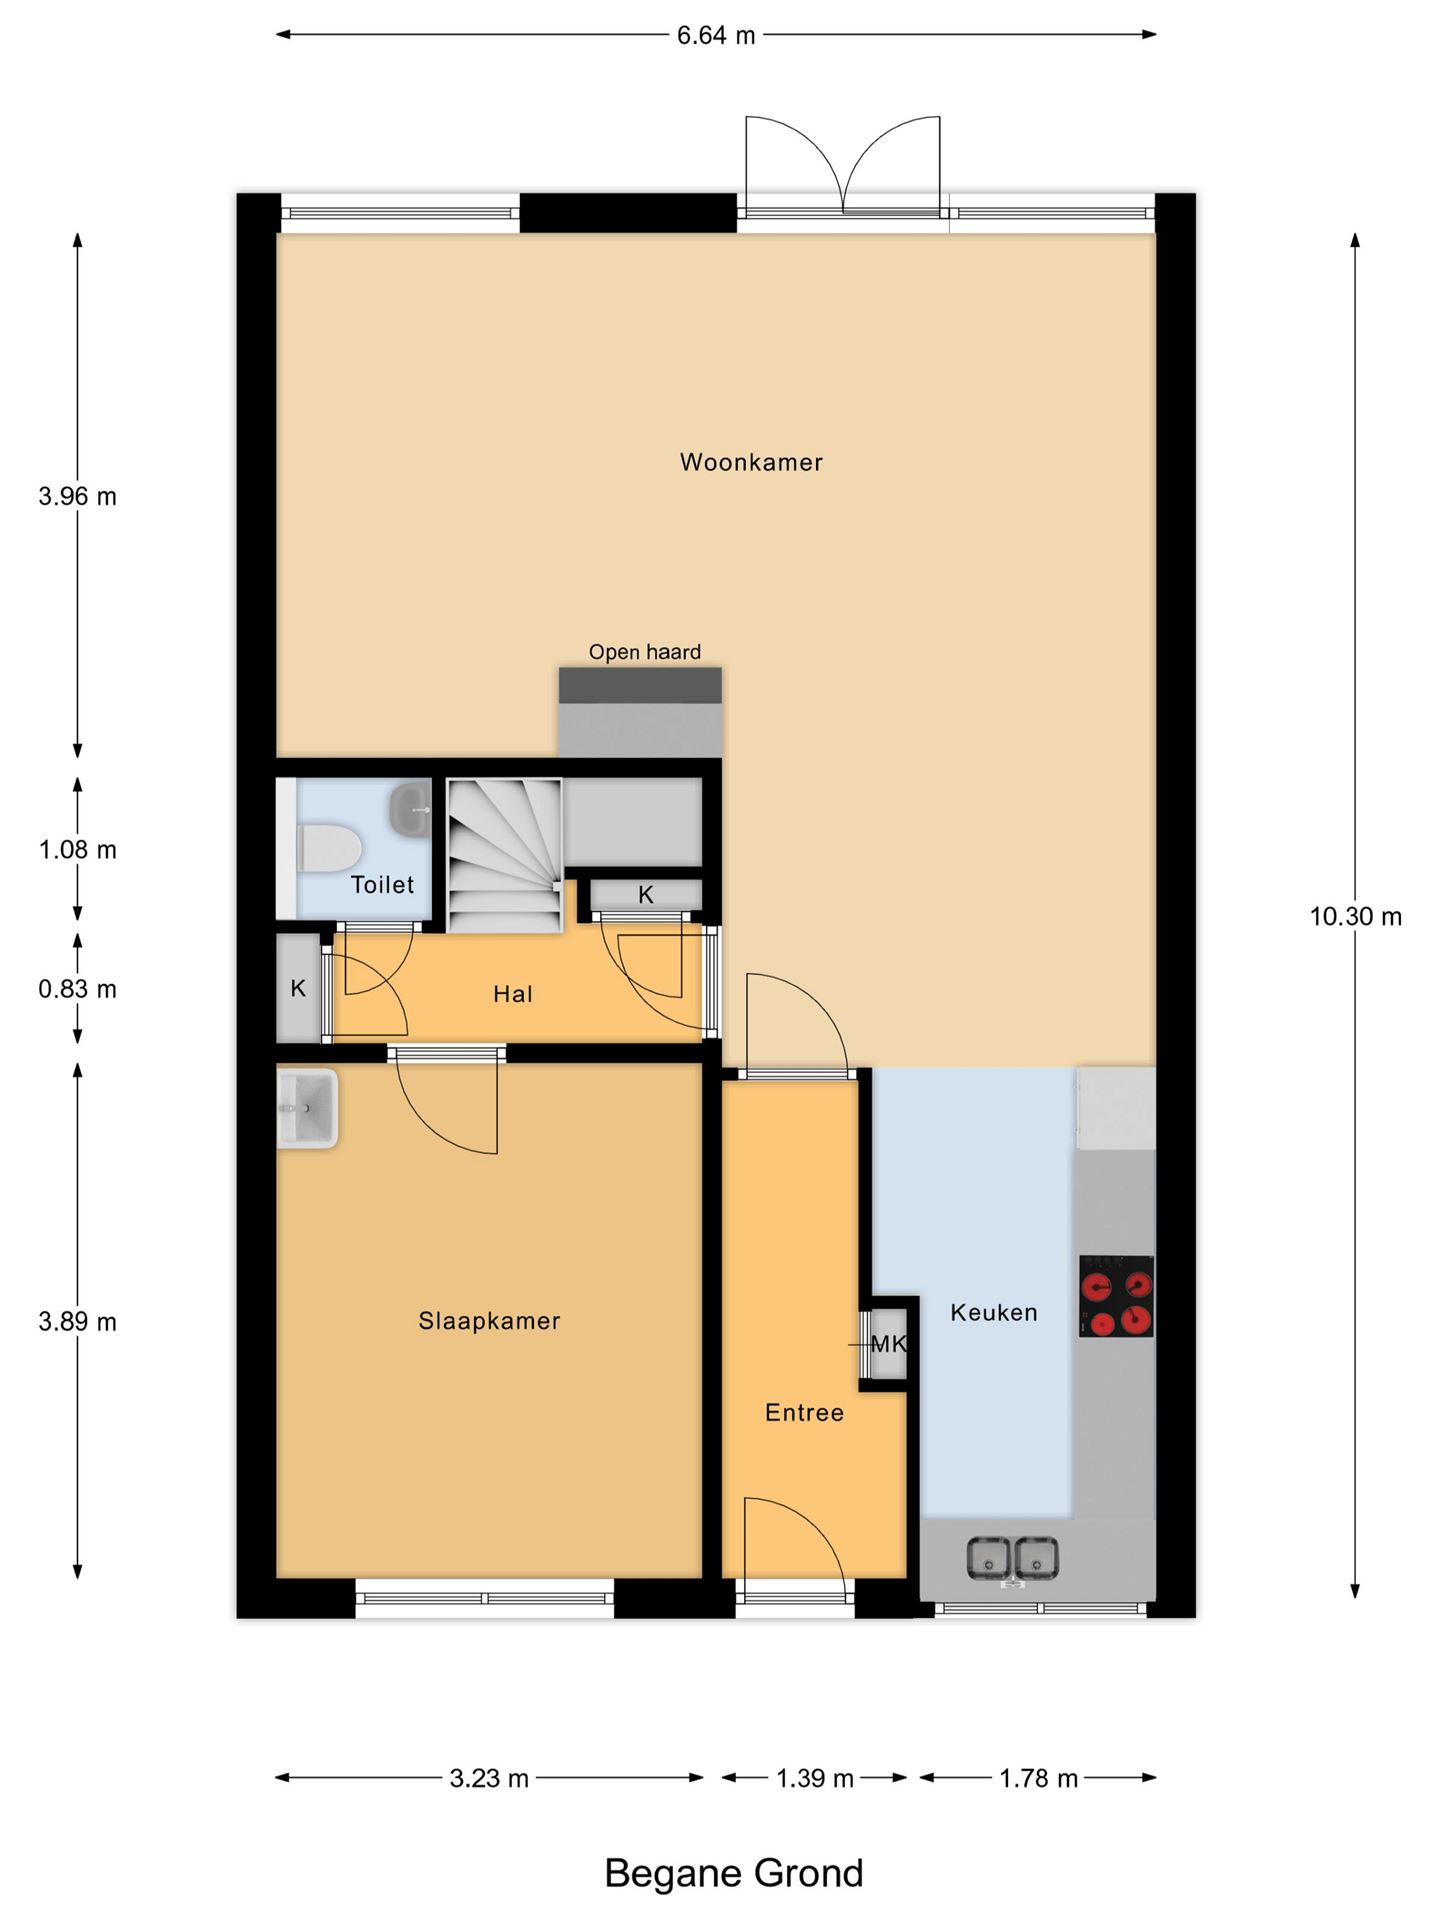 6.64 m
Woonkamer
3.96 m
Open haard
1.08 m
Toilet
K
10.30 m
0.83 m
K
Hal
Slaapkamer
3.89 m
Keuken
MK
Entree
3.23 m
1.39 m
1.78 m
Begane Grond